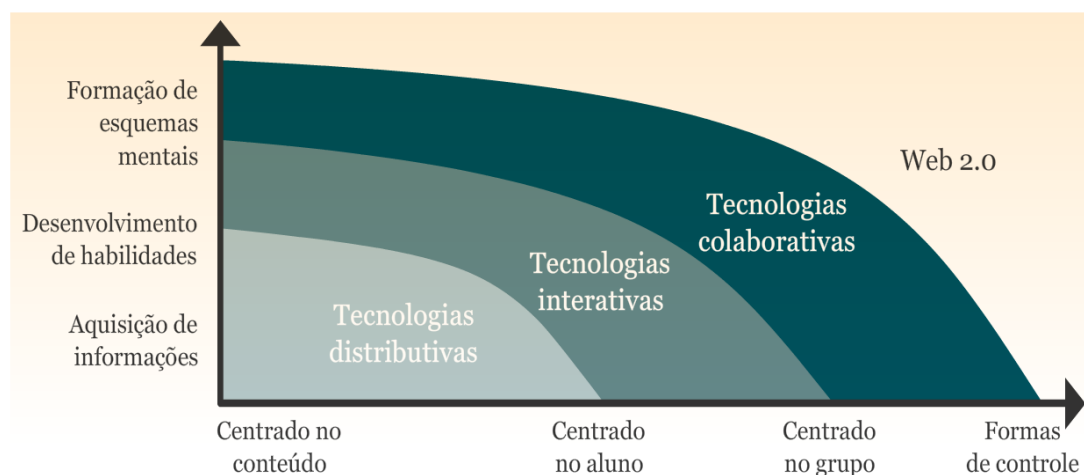 Formação de
esquemas
mentais
Web 2.0
Tecnologias
colaborativas
Desenvolvimento
de habilidades
Tecnologias
interativas
Aquisição de
informações
Tecnologias
distributivas
Centrado no
conteúdo
Centrado
no aluno
Centrado
no grupo
Formas
de controle